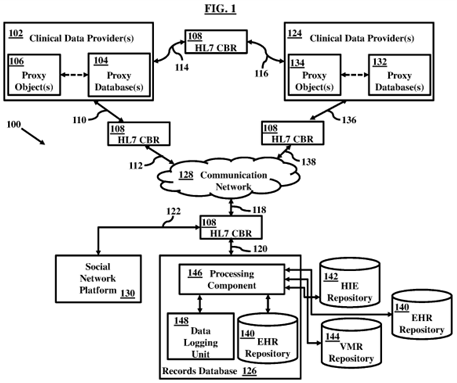 FIG. 1
102
Clinical Data Provider(s)
106
Proxy
Object(s)
104
Proxy
Database(s)
108
HL7 CBR
114
116
124
Clinical Data Provider(s)
134
Proxy
Object(s)
132
Proxy
Database(s)
110
136
100
108
HL7 CBR
108
HL7 CBR
112
138
128 Communication
Network
122
118
108
HL7 CBR
120
Social
Network
Platform 130
146 Processing
Component
142
HIE
Repository
140
EHR
Repository
148
Data
Logging
Unit
140
EHR
Repository
144
VMR
Repository
Records Database 126